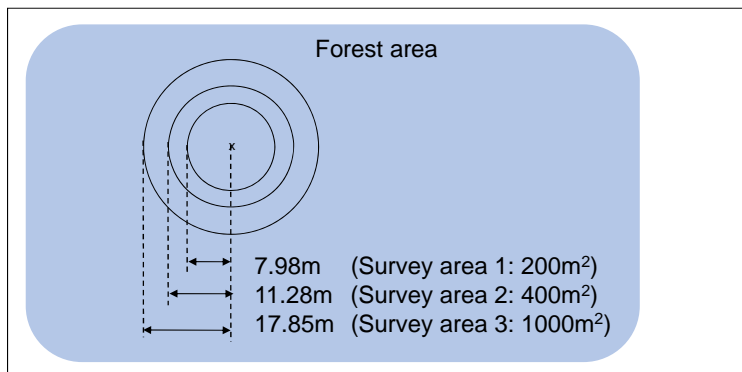 Forest area
7.98m (Survey area 1: 200m²)
11.28m (Survey area 2: 400m²)
17.85m (Survey area 3: 1000m²)